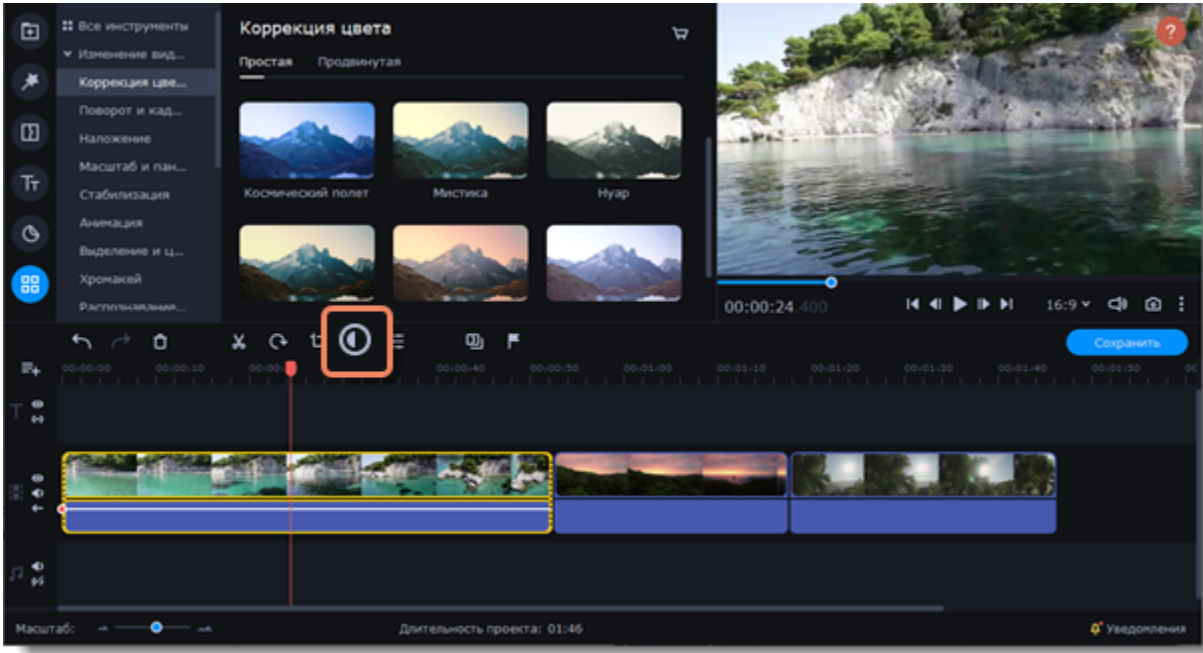 Все инструменты
Изменение вид...
Коррекция цве...
Поворот и кад...
Наложение
Масштаб и пан...
Стабилизация
Анимация
Выделение и ц...
Хромакей
Распознавание...
Коррекция цвета
Простая Продвинутая
Космический полет Мистика Нуар
?
00:00:24.400
16:9
Сохранить
00:00:00 00:00:10 00:00: 00:00:40 00:00:50 00:01:00 00:01:10 00:01:20 00:01:30 00:01:40 00:01:50
Масштаб:
Длительность проекта: 01:46
Уведомления